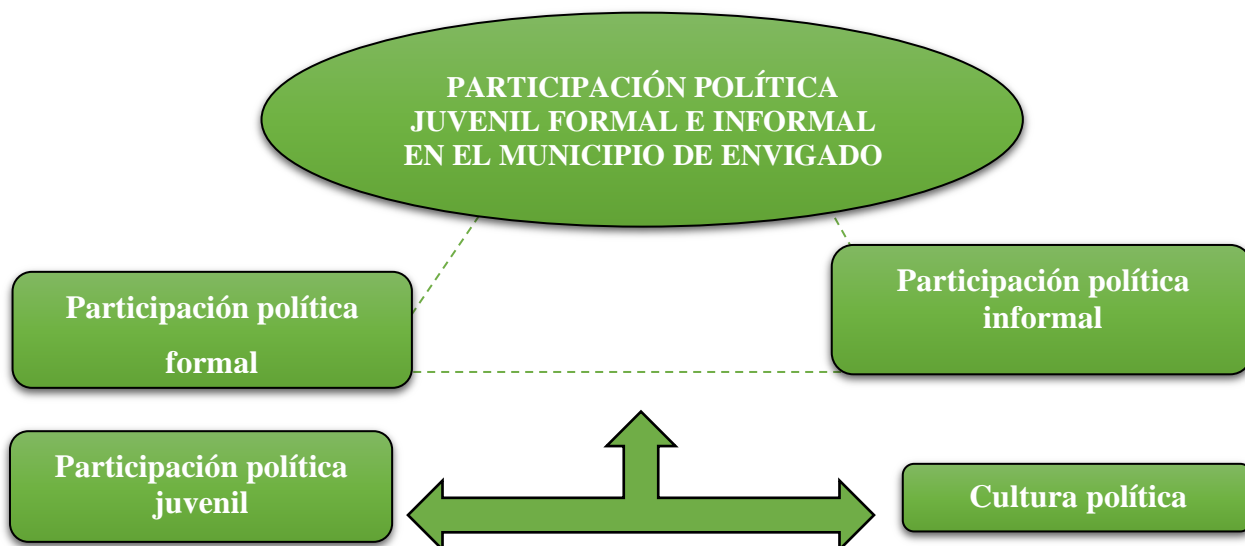 PARTICIPACIÓN POLÍTICA
JUVENIL FORMAL E INFORMAL
EN EL MUNICIPIO DE ENVIGADO
Participación política
formal
Participación política
informal
Participación política
juvenil
Cultura política